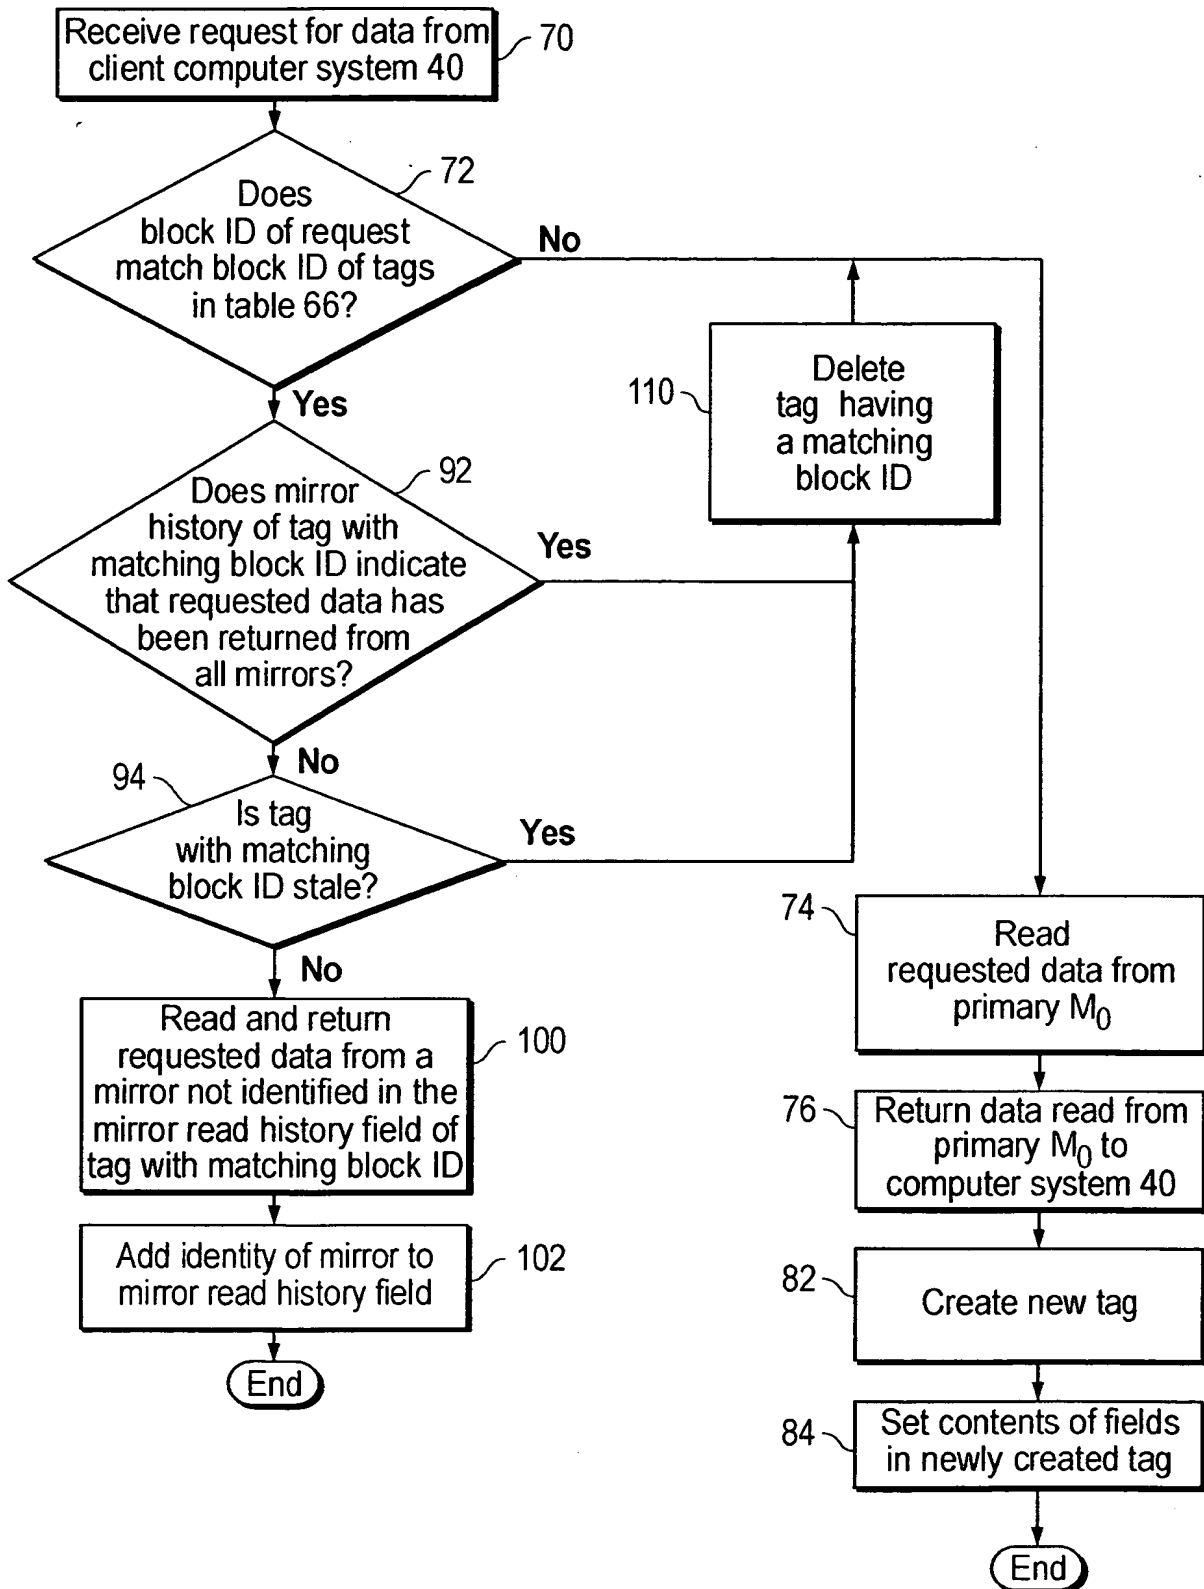 Receive request for data from
client computer system 40
70
72
Does
block ID of request
match block ID of tags
in table 66?
No
Yes
110
Delete
tag having
a matching
block ID
92
Does mirror
history of tag with
matching block ID indicate
that requested data has
been returned from
all mirrors?
Yes
No
94
Is tag
with matching
block ID stale?
Yes
No
Read and return
requested data from a
mirror not identified in the
mirror read history field of
tag with matching block ID
100
Add identity of mirror to
mirror read history field
102
End
74
Read
requested data from
primary M0
76
Return data read from
primary M0 to
computer system 40
82
Create new tag
84
Set contents of fields
in newly created tag
End